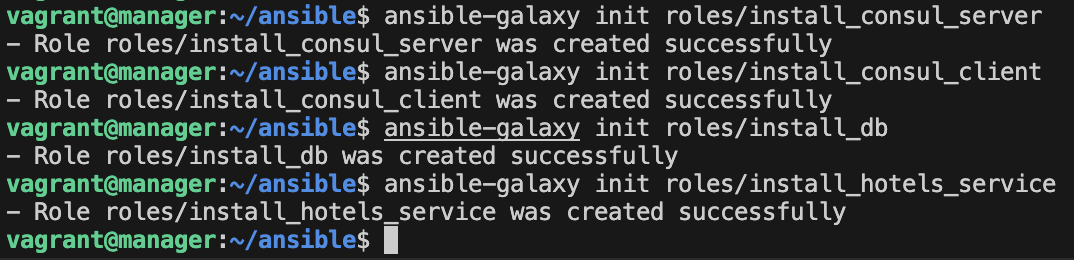 vagrant@manager:~/ansible$ ansible-galaxy init roles/install_consul_server
- Role roles/install_consul_server was created successfully
vagrant@manager:~/ansible$ ansible-galaxy init roles/install_consul_client
- Role roles/install_consul_client was created successfully
vagrant@manager:~/ansible$ ansible-galaxy init roles/install_db
- Role roles/install_db was created successfully
vagrant@manager:~/ansible$ ansible-galaxy init roles/install_hotels_service
- Role roles/install_hotels_service was created successfully
vagrant@manager:~/ansible$